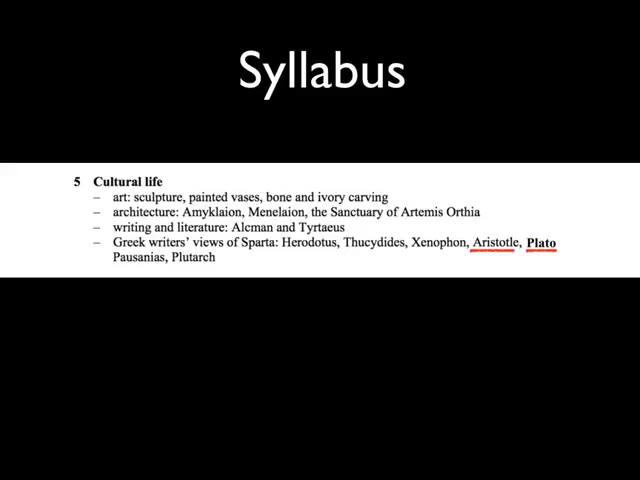 Syllabus
5 Cultural life
– art: sculpture, painted vases, bone and ivory carving
– architecture: Amyklaion, Menelaion, the Sanctuary of Artemis Orthia
– writing and literature: Alcman and Tyrtaeus
– Greek writers' views of Sparta: Herodotus, Thucydides, Xenophon, Aristotle, Plato
Pausanias, Plutarch